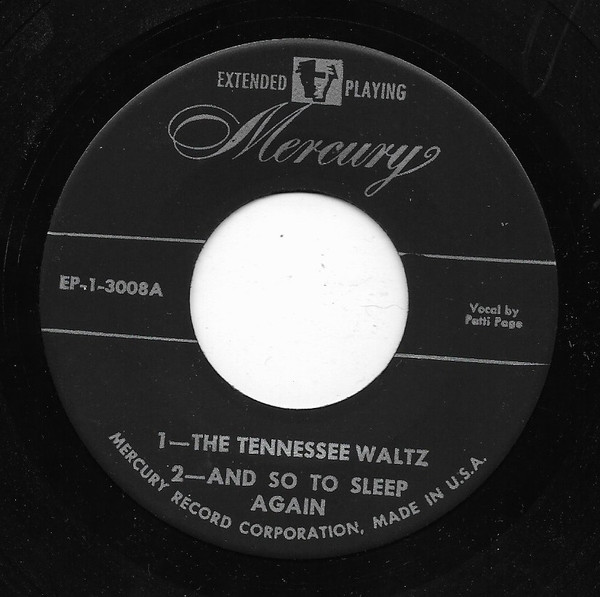 EXTENDED PLAYING
Mercury
EP-1-3008A
Vocal by
Patti Page
1—THE TENNESSEE WALTZ
2—AND SO TO SLEEP
AGAIN
MERCURY RECORD CORPORATION, MADE IN U.S.A.